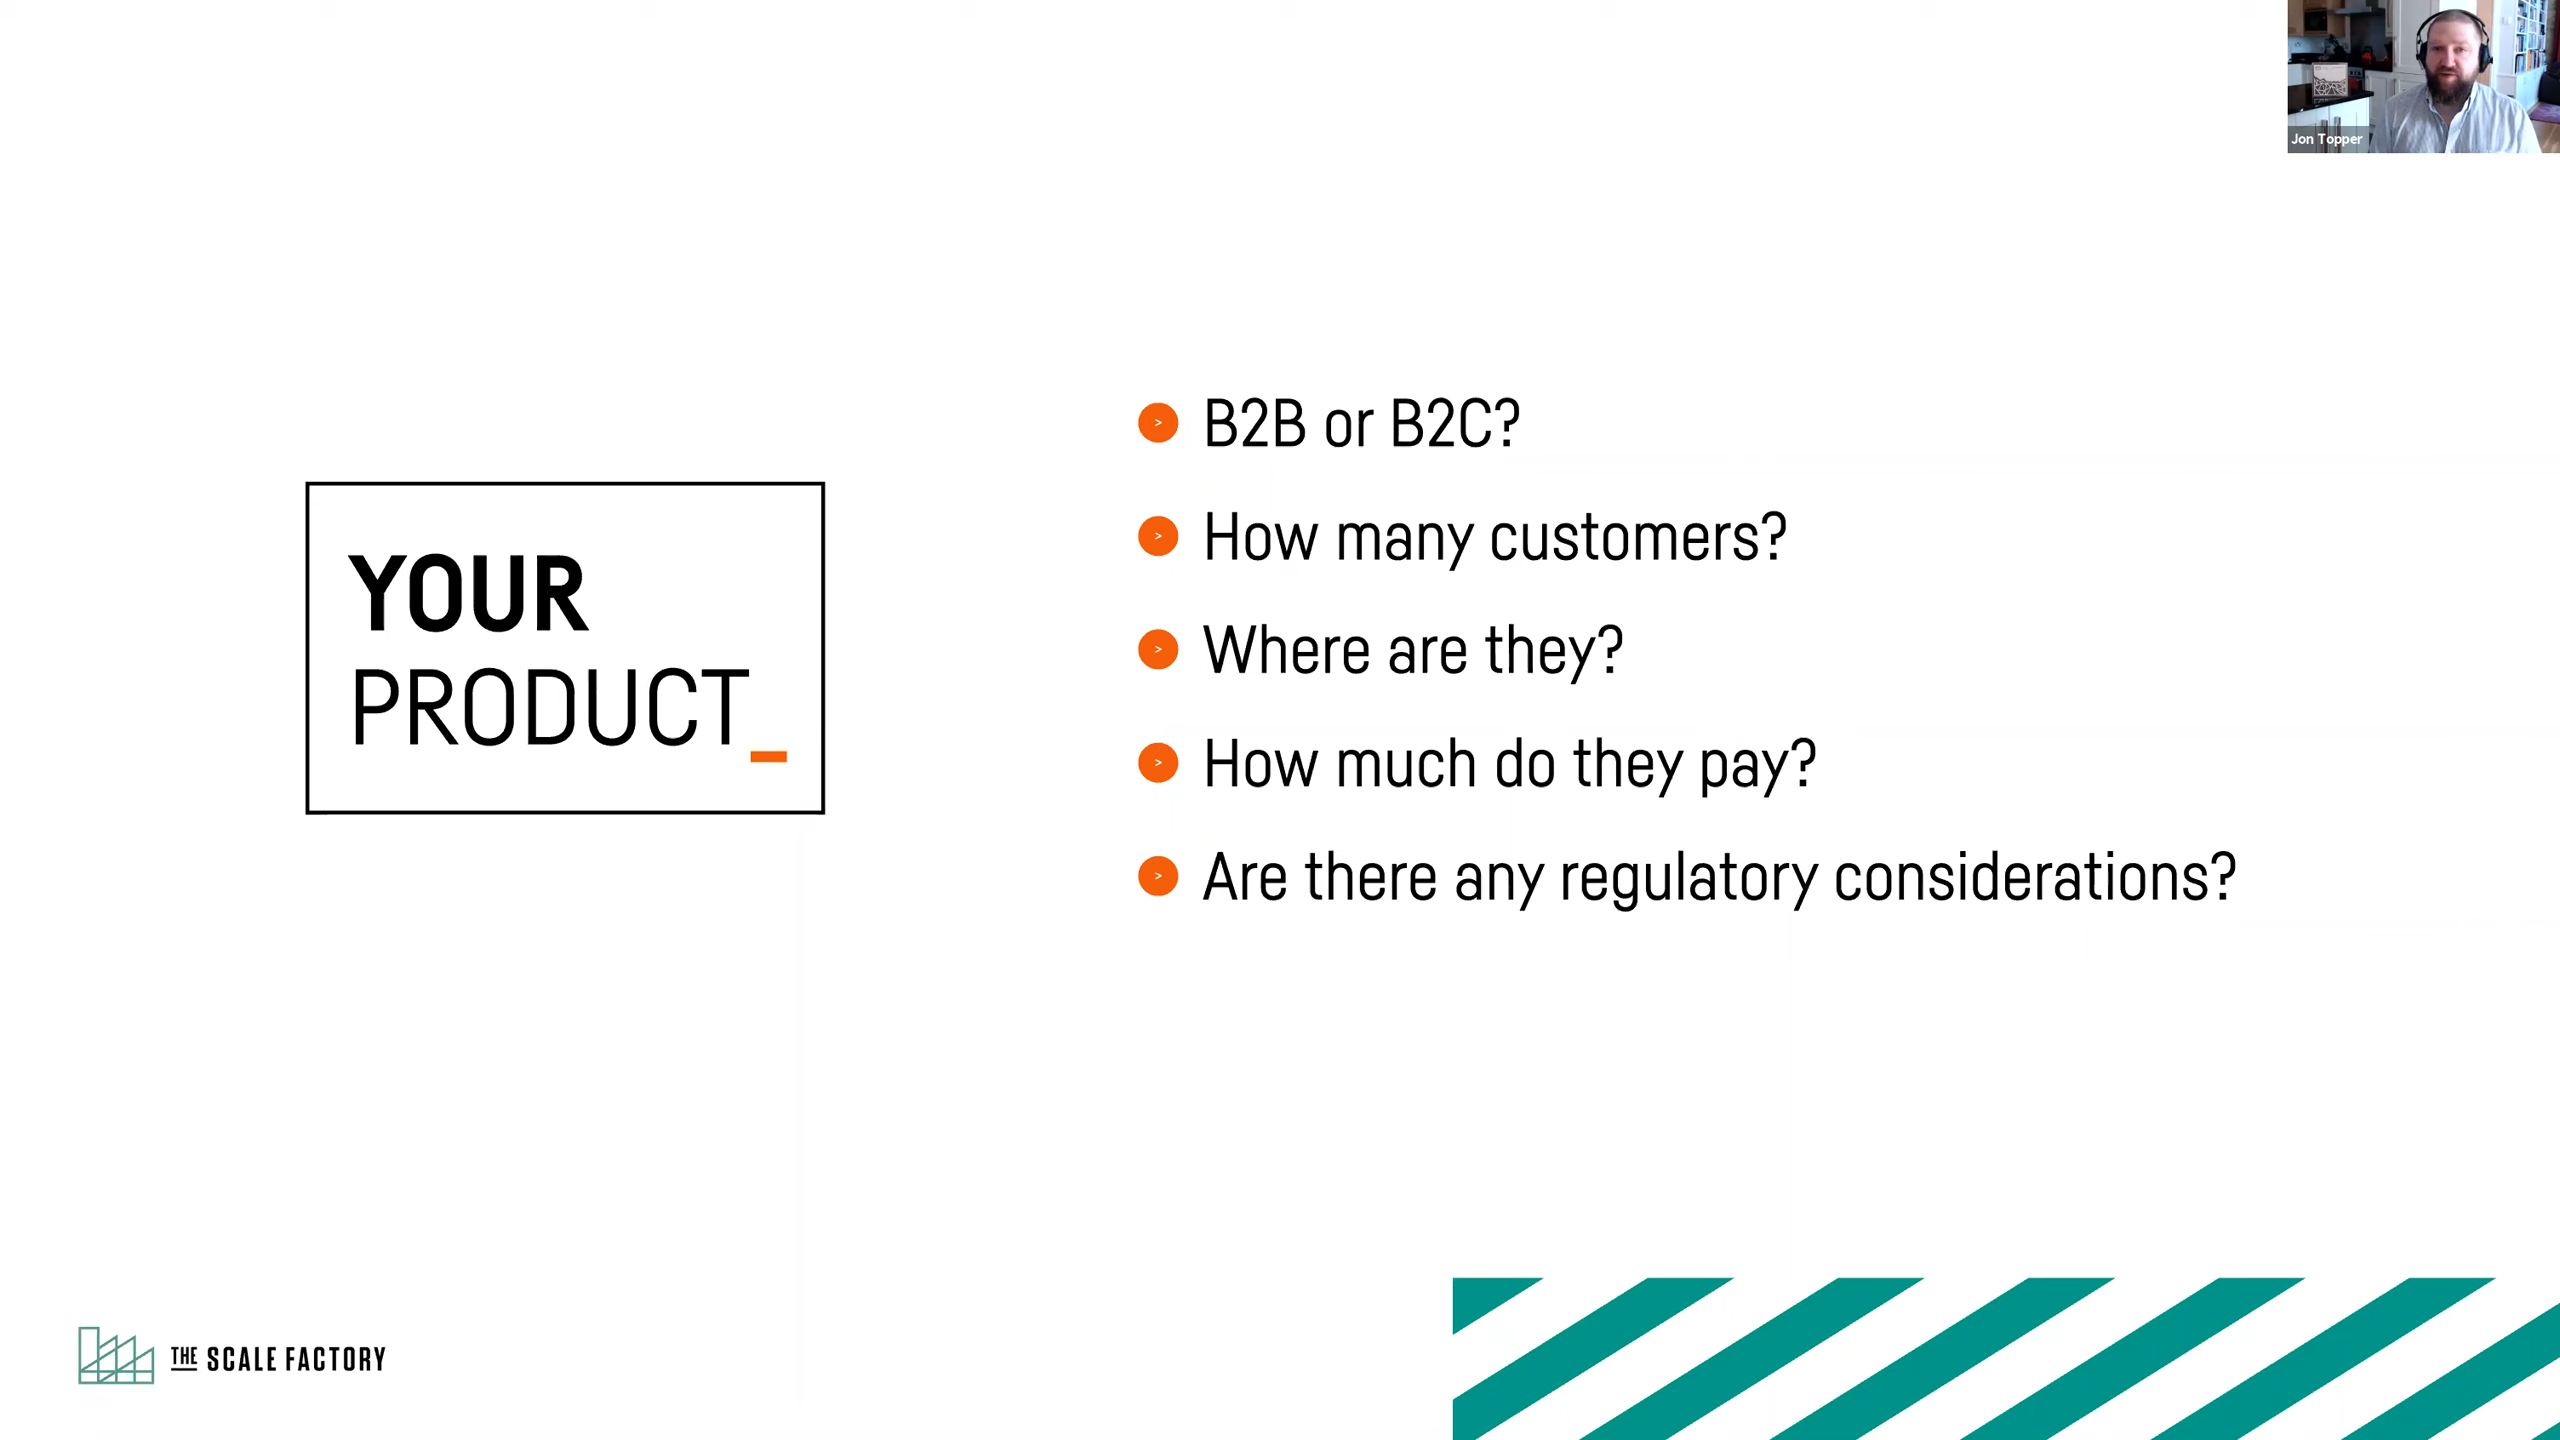 Jon Topper
YOUR
PRODUCT_
> B2B or B2C?
> How many customers?
> Where are they?
> How much do they pay?
> Are there any regulatory considerations?
THE SCALE FACTORY